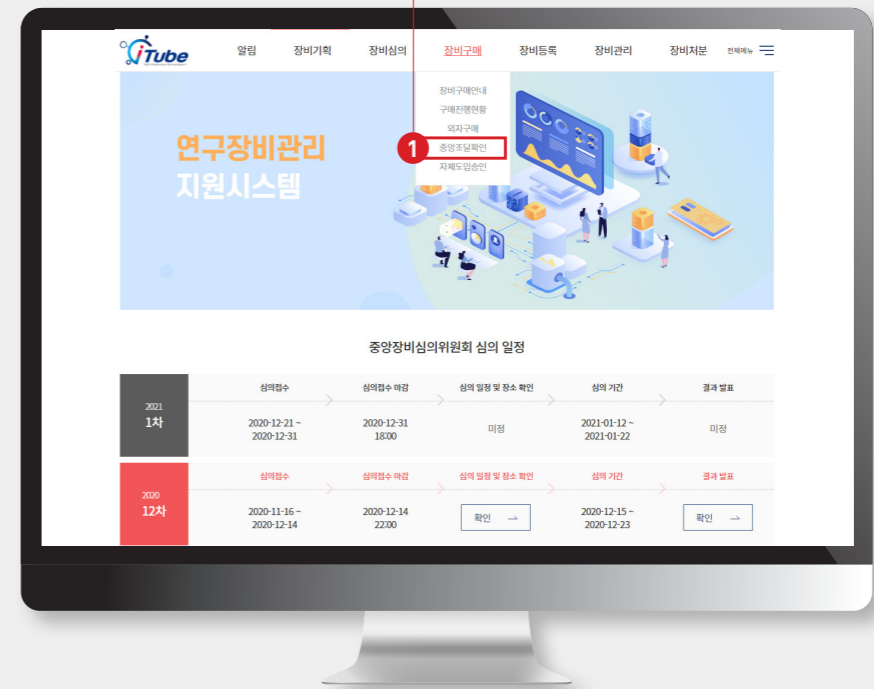 iTube
알림
장비기획
장비심의
장비구매
장비등록
장비관리
장비처분
전체메뉴
장비구매안내
구매진행현황
외자구매
1
중앙조달확인
자체도입승인
연구장비관리
지원시스템
중앙장비심의위원회 심의 일정
2021
1차
심의접수
심의접수 마감
심의 일정 및 장소 확인
심의 기간
결과 발표
2020-12-21 ~
2020-12-31
2020-12-31
18:00
미정
2021-01-12 ~
2021-01-22
미정
2020
12차
심의접수
심의접수 마감
심의 일정 및 장소 확인
심의 기간
결과 발표
2020-11-16 ~
2020-12-14
2020-12-14
22:00
확인
2020-12-15 ~
2020-12-23
확인